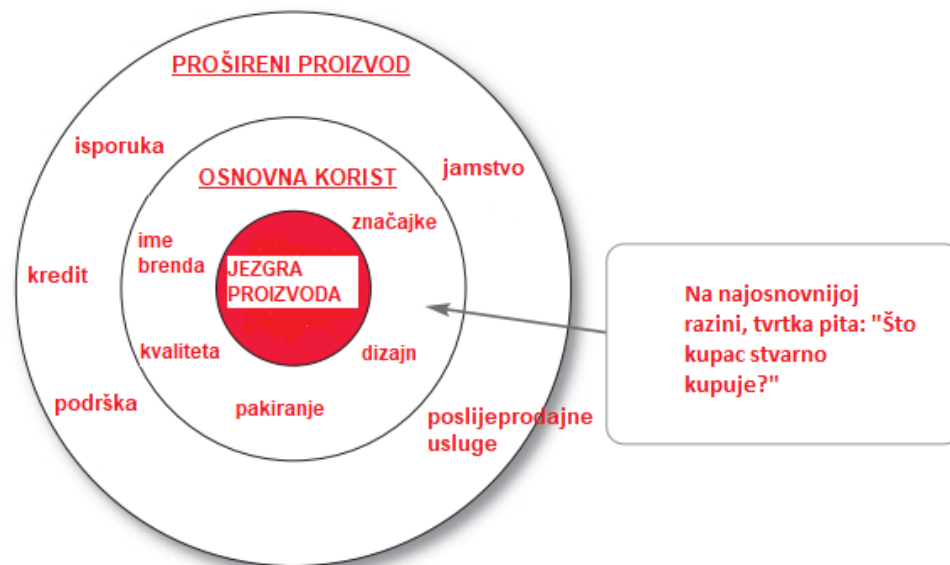 PROŠIRENI PROIZVOD
isporuka
jamstvo
OSNOVNA KORIST
značajke
ime
brenda
kredit
JEZGRA
PROIZVODA
kvaliteta
dizajn
podrška
pakiranje
poslijeprodajne
usluge
Na najosnovnijoj
razini, tvrtka pita: "Što
kupac stvarno
kupuje?"